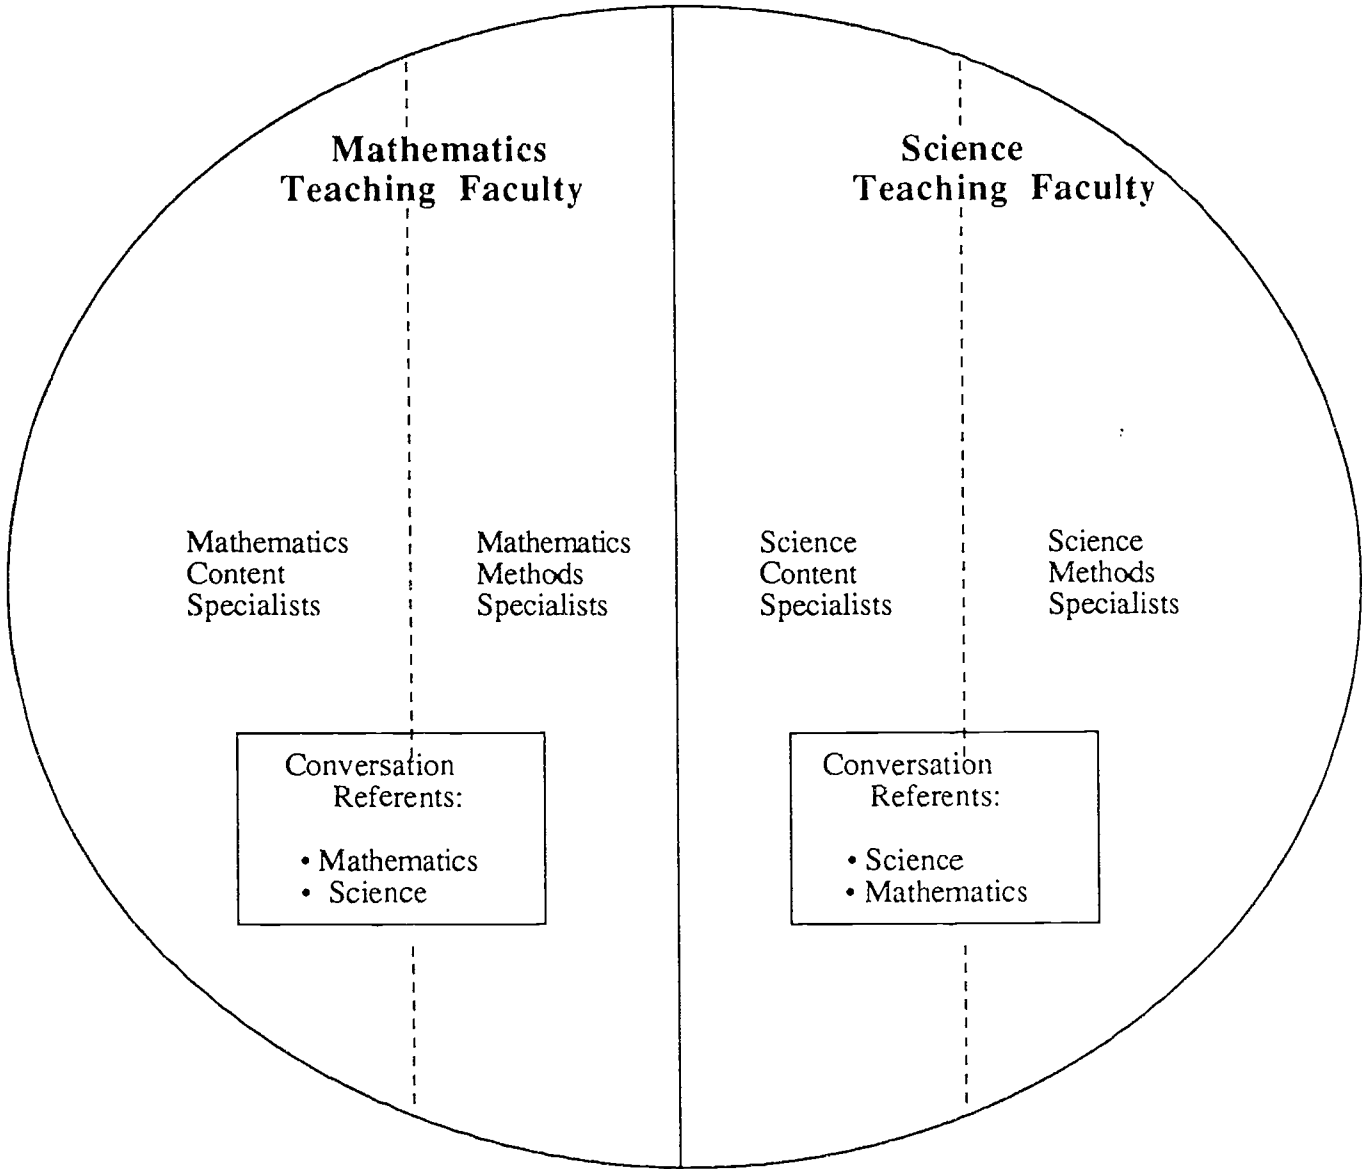 Mathematics
Teaching Faculty
Science
Teaching Faculty
Mathematics
Content
Specialists
Mathematics
Methods
Specialists
Science
Content
Specialists
Science
Methods
Specialists
Conversation
Referents:
• Mathematics
• Science
Conversation
Referents:
• Science
• Mathematics